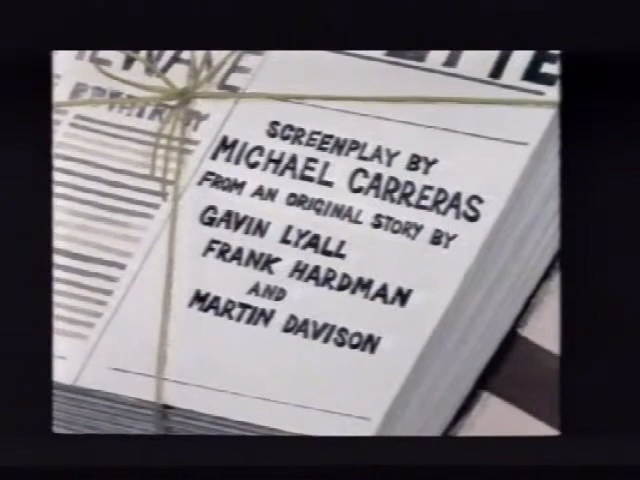 SCREENPLAY BY
MICHAEL CARRERAS
FROM AN ORIGINAL STORY BY
GAVIN LYALL
FRANK HARDMAN
AND
MARTIN DAVISON